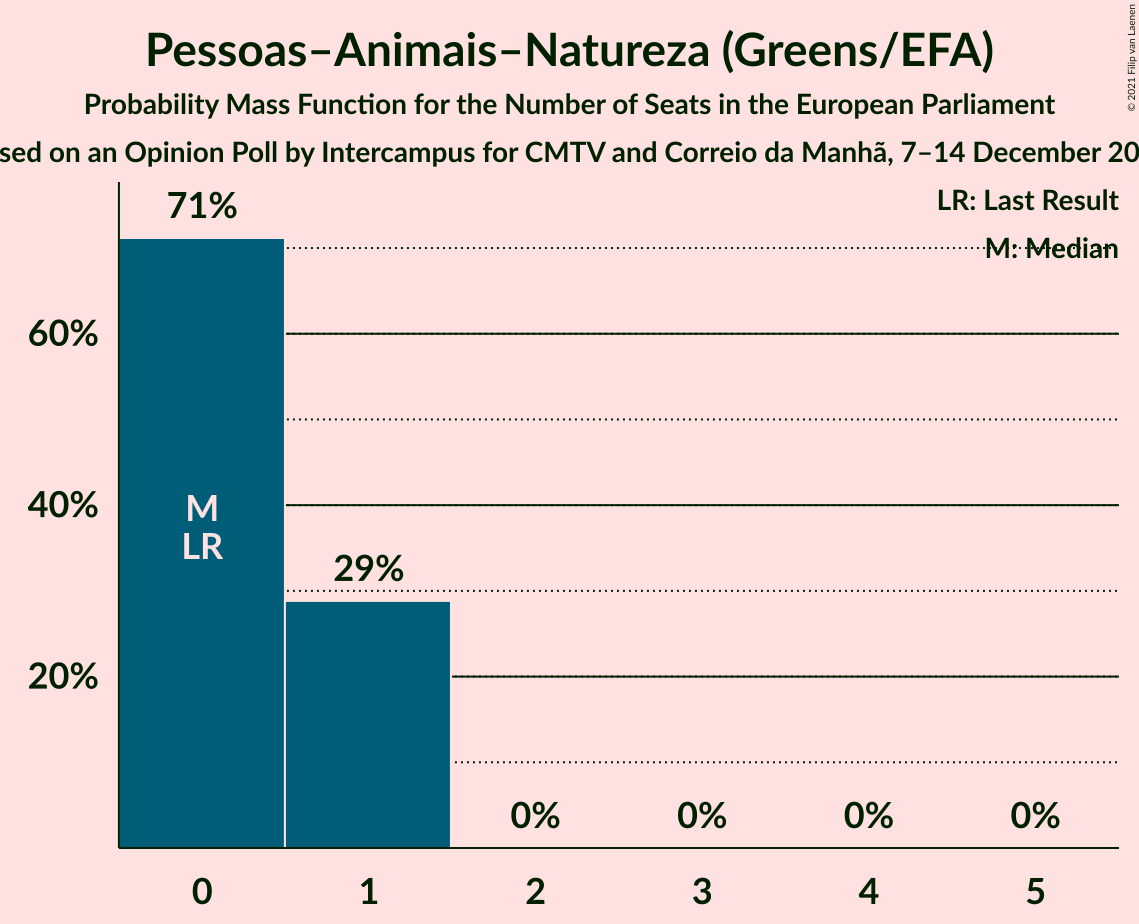 Pessoas–Animais–Natureza (Greens/EFA)
© 2021 Filip van Laenen
Probability Mass Function for the Number of Seats in the European Parliament
sed on an Opinion Poll by Intercampus for CMTV and Correio da Manhã, 7–14 December 20
LR: Last Result
M: Median
71%
60%
40%
20%
M
LR
29%
0% 0% 0% 0%
0 1 2 3 4 5